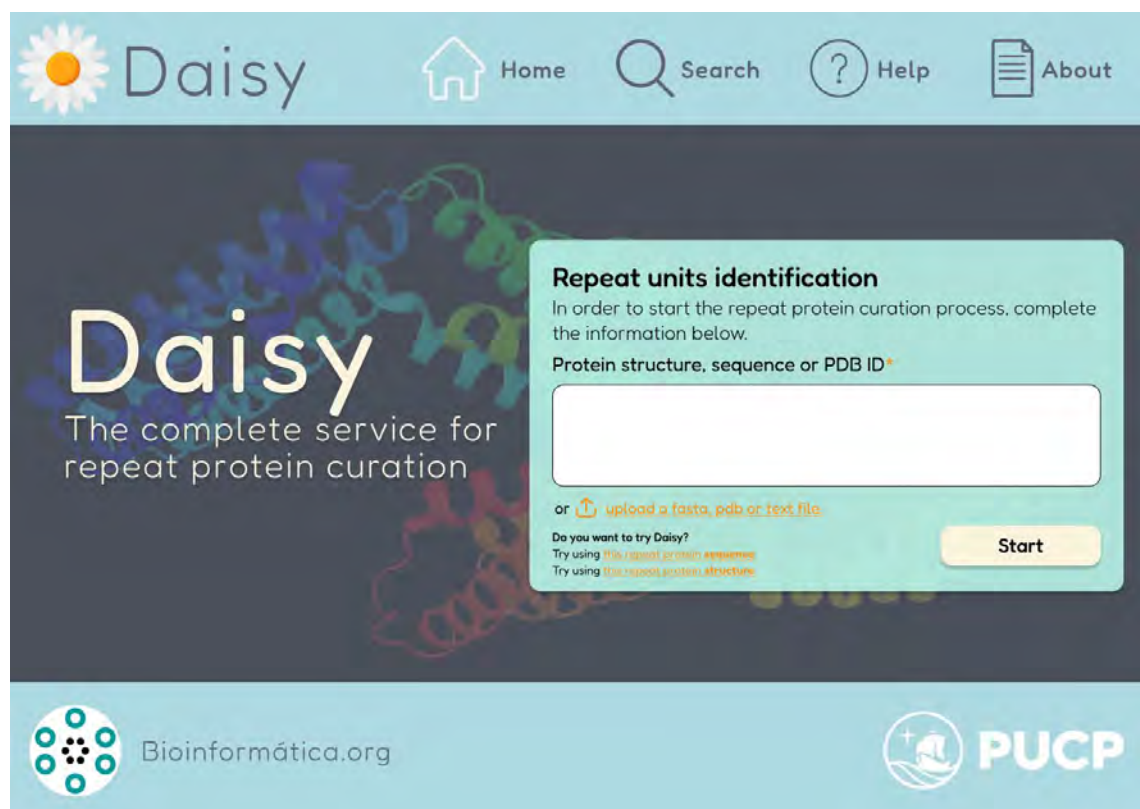 Daisy
Home
Search
?
Help
About
Daisy
The complete service for
repeat protein curation
Repeat units identification
In order to start the repeat protein curation process, complete
the information below.
Protein structure, sequence or PDB ID*
or upload a fasta, pdb or text file
Do you want to try Daisy?
Try using this repeat protein sequence
Try using this repeat protein structure
Start
Bioinformática.org
PUCP